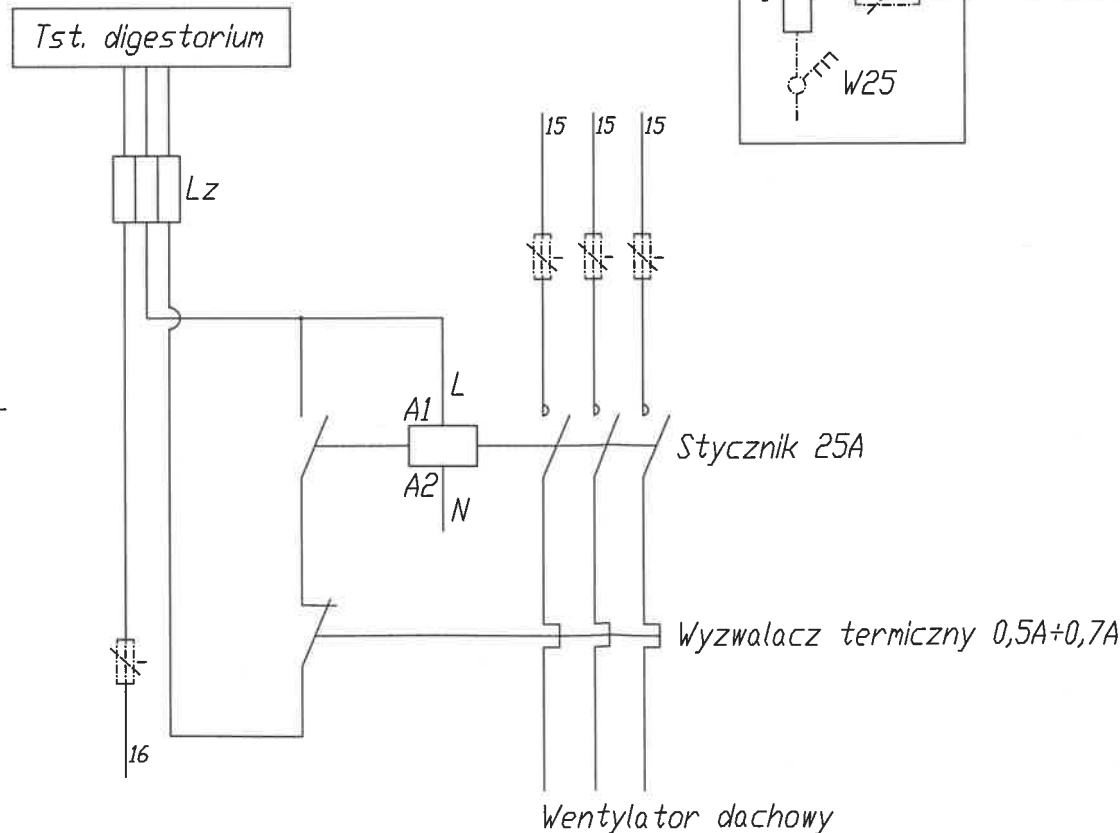 Tst. digestorium
W25
15
15
15
Lz
L
A1
A2
N
Stycznik 25A
Wyzwalacz termiczny 0,5A÷0,7A
16
Wentylator dachowy